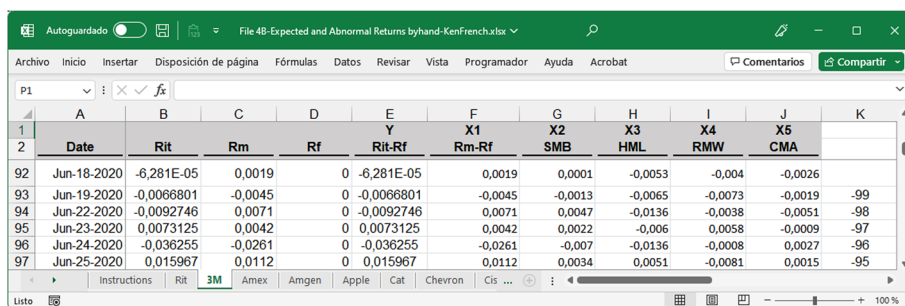 Autoguardado File 4B-Expected and Abnormal Returns byhand-KenFrench.xlsx
Archivo Inicio Insertar Disposición de página Fórmulas Datos Revisar Vista Programador Ayuda Acrobat Comentarios Compartir
P1 fx
A B C D E F G H I J K
1 Y X1 X2 X3 X4 X5
2 Date Rit Rm Rf Rit-Rf Rm-Rf SMB HML RMW CMA
92 Jun-18-2020 -6,281E-05 0,0019 0 -6,281E-05 0,0019 0,0001 -0,0053 -0,004 -0,0026
93 Jun-19-2020 -0,0066801 -0,0045 0 -0,0066801 -0,0045 -0,0013 -0,0065 -0,0073 -0,0019 -99
94 Jun-22-2020 -0,0092746 0,0071 0 -0,0092746 0,0071 0,0047 -0,0136 -0,0038 -0,0051 -98
95 Jun-23-2020 0,0073125 0,0042 0 0,0073125 0,0042 0,0022 -0,006 0,0058 -0,0009 -97
96 Jun-24-2020 -0,036255 -0,0261 0 -0,036255 -0,0261 -0,007 -0,0136 -0,0008 0,0027 -96
97 Jun-25-2020 0,015967 0,0112 0 0,015967 0,0112 0,0034 0,0051 -0,0081 0,0015 -95
Instructions Rit 3M Amex Amgen Apple Cat Chevron Cis ...
Listo 100 %